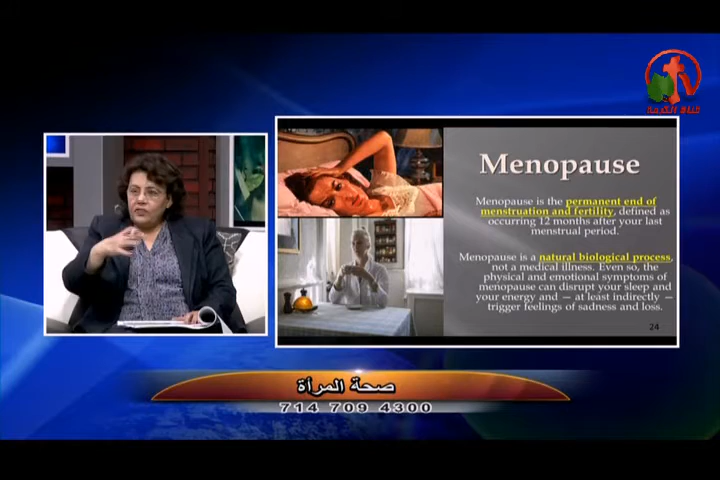 قناة الكرمة
Menopause
Menopause is the permanent end of
menstruation and fertility, defined as
occurring 12 months after your last
menstrual period.
Menopause is a natural biological process,
not a medical illness. Even so, the
physical and emotional symptoms of
menopause can disrupt your sleep and
your energy and — at least indirectly —
trigger feelings of sadness and loss.
24
صحة المرأة
714 709 4300